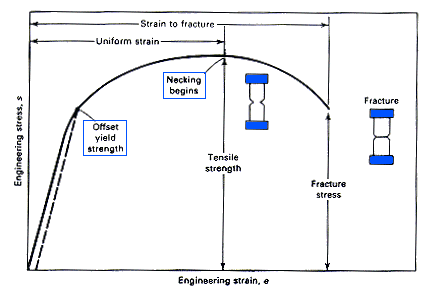 Strain to fracture
Uniform strain
Necking
begins
Offset
yield
strength
Tensile
strength
Fracture
Fracture
stress
Engineering stress, s
Engineering strain, e